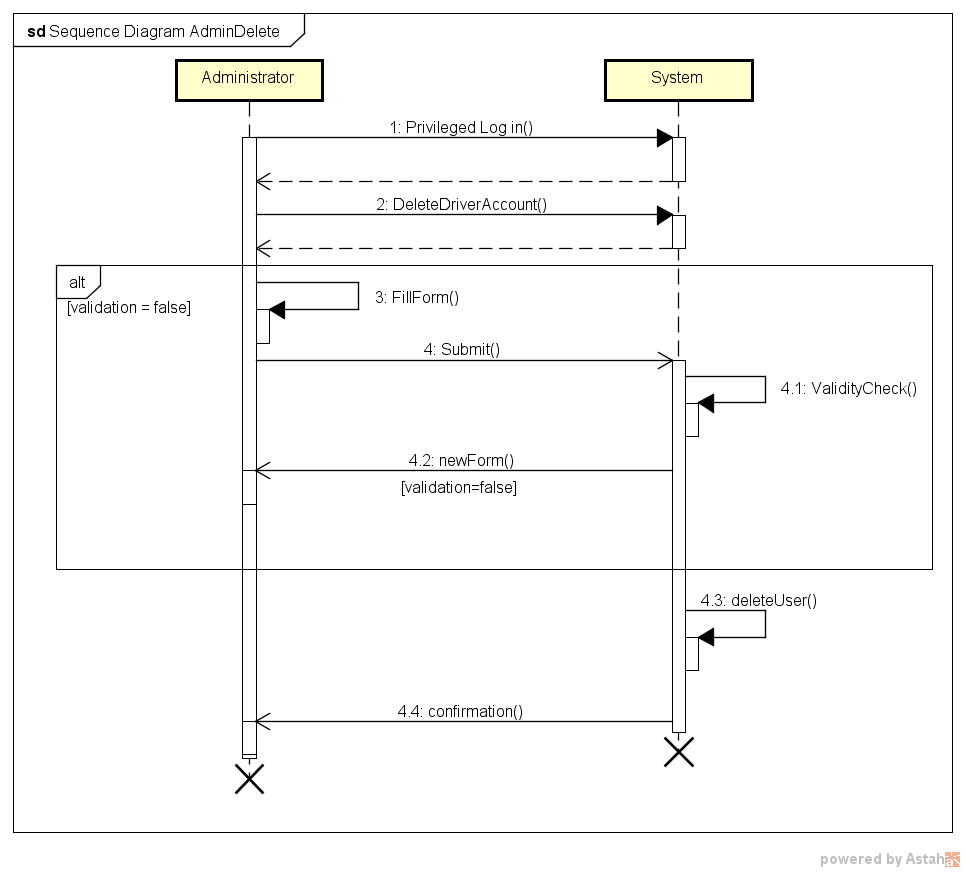 sd Sequence Diagram AdminDelete
Administrator
System
1: Privileged Log in()
2: DeleteDriverAccount()
alt
[validation = false]
3: FillForm()
4: Submit()
4.1: ValidityCheck()
4.2: newForm()
[validation=false]
4.3: deleteUser()
4.4: confirmation()
powered by Astah